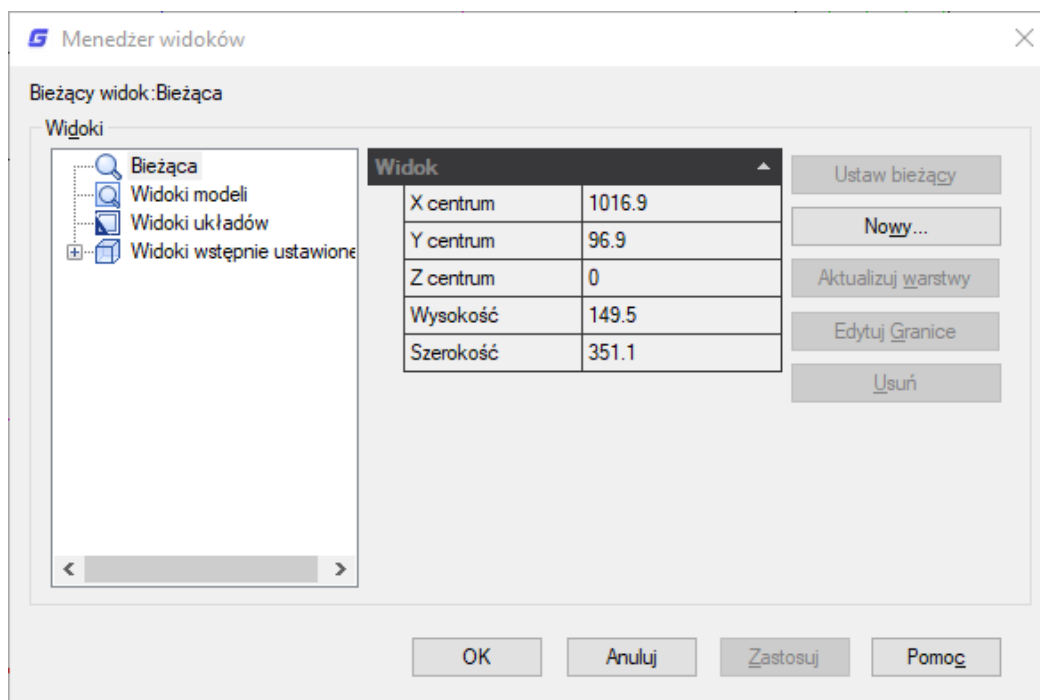 Menedżer widoków
Bieżący widok:Bieżąca
Widoki
Bieżąca
Widoki modeli
Widoki układów
Widoki wstępnie ustawione
Widok
X centrum 1016.9
Y centrum 96.9
Z centrum 0
Wysokość 149.5
Szerokość 351.1
Ustaw bieżący
Nowy...
Aktualizuj warstwy
Edytuj Granice
Usuń
OK Anuluj Zastosuj Pomoc